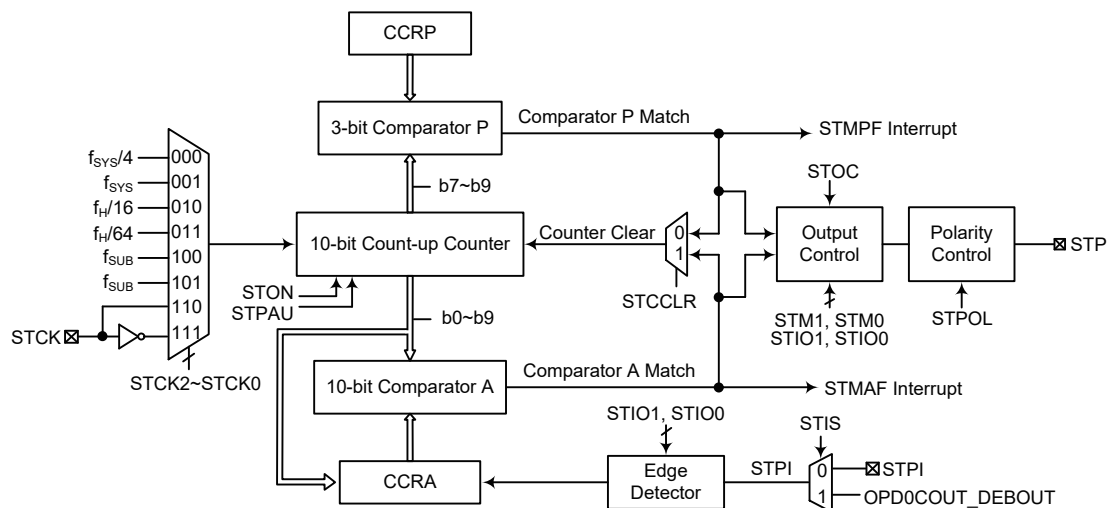 CCRP
3-bit Comparator P
Comparator P Match
STMPF Interrupt
b7~b9
fSYS/4
000
fSYS
001
fH/16
010
fH/64
011
fSUB
100
fSUB
101
110
111
STCK
STCK2~STCK0
10-bit Count-up Counter
STON
STPAU
Counter Clear
0
1
STCCLR
STOC
Output
Control
STM1, STM0
STIO1, STIO0
Polarity
Control
STPOL
STP
b0~b9
10-bit Comparator A
Comparator A Match
STMAF Interrupt
CCRA
STIO1, STIO0
Edge
Detector
STPI
STIS
0
1
STPI
OPD0COUT_DEBOUT